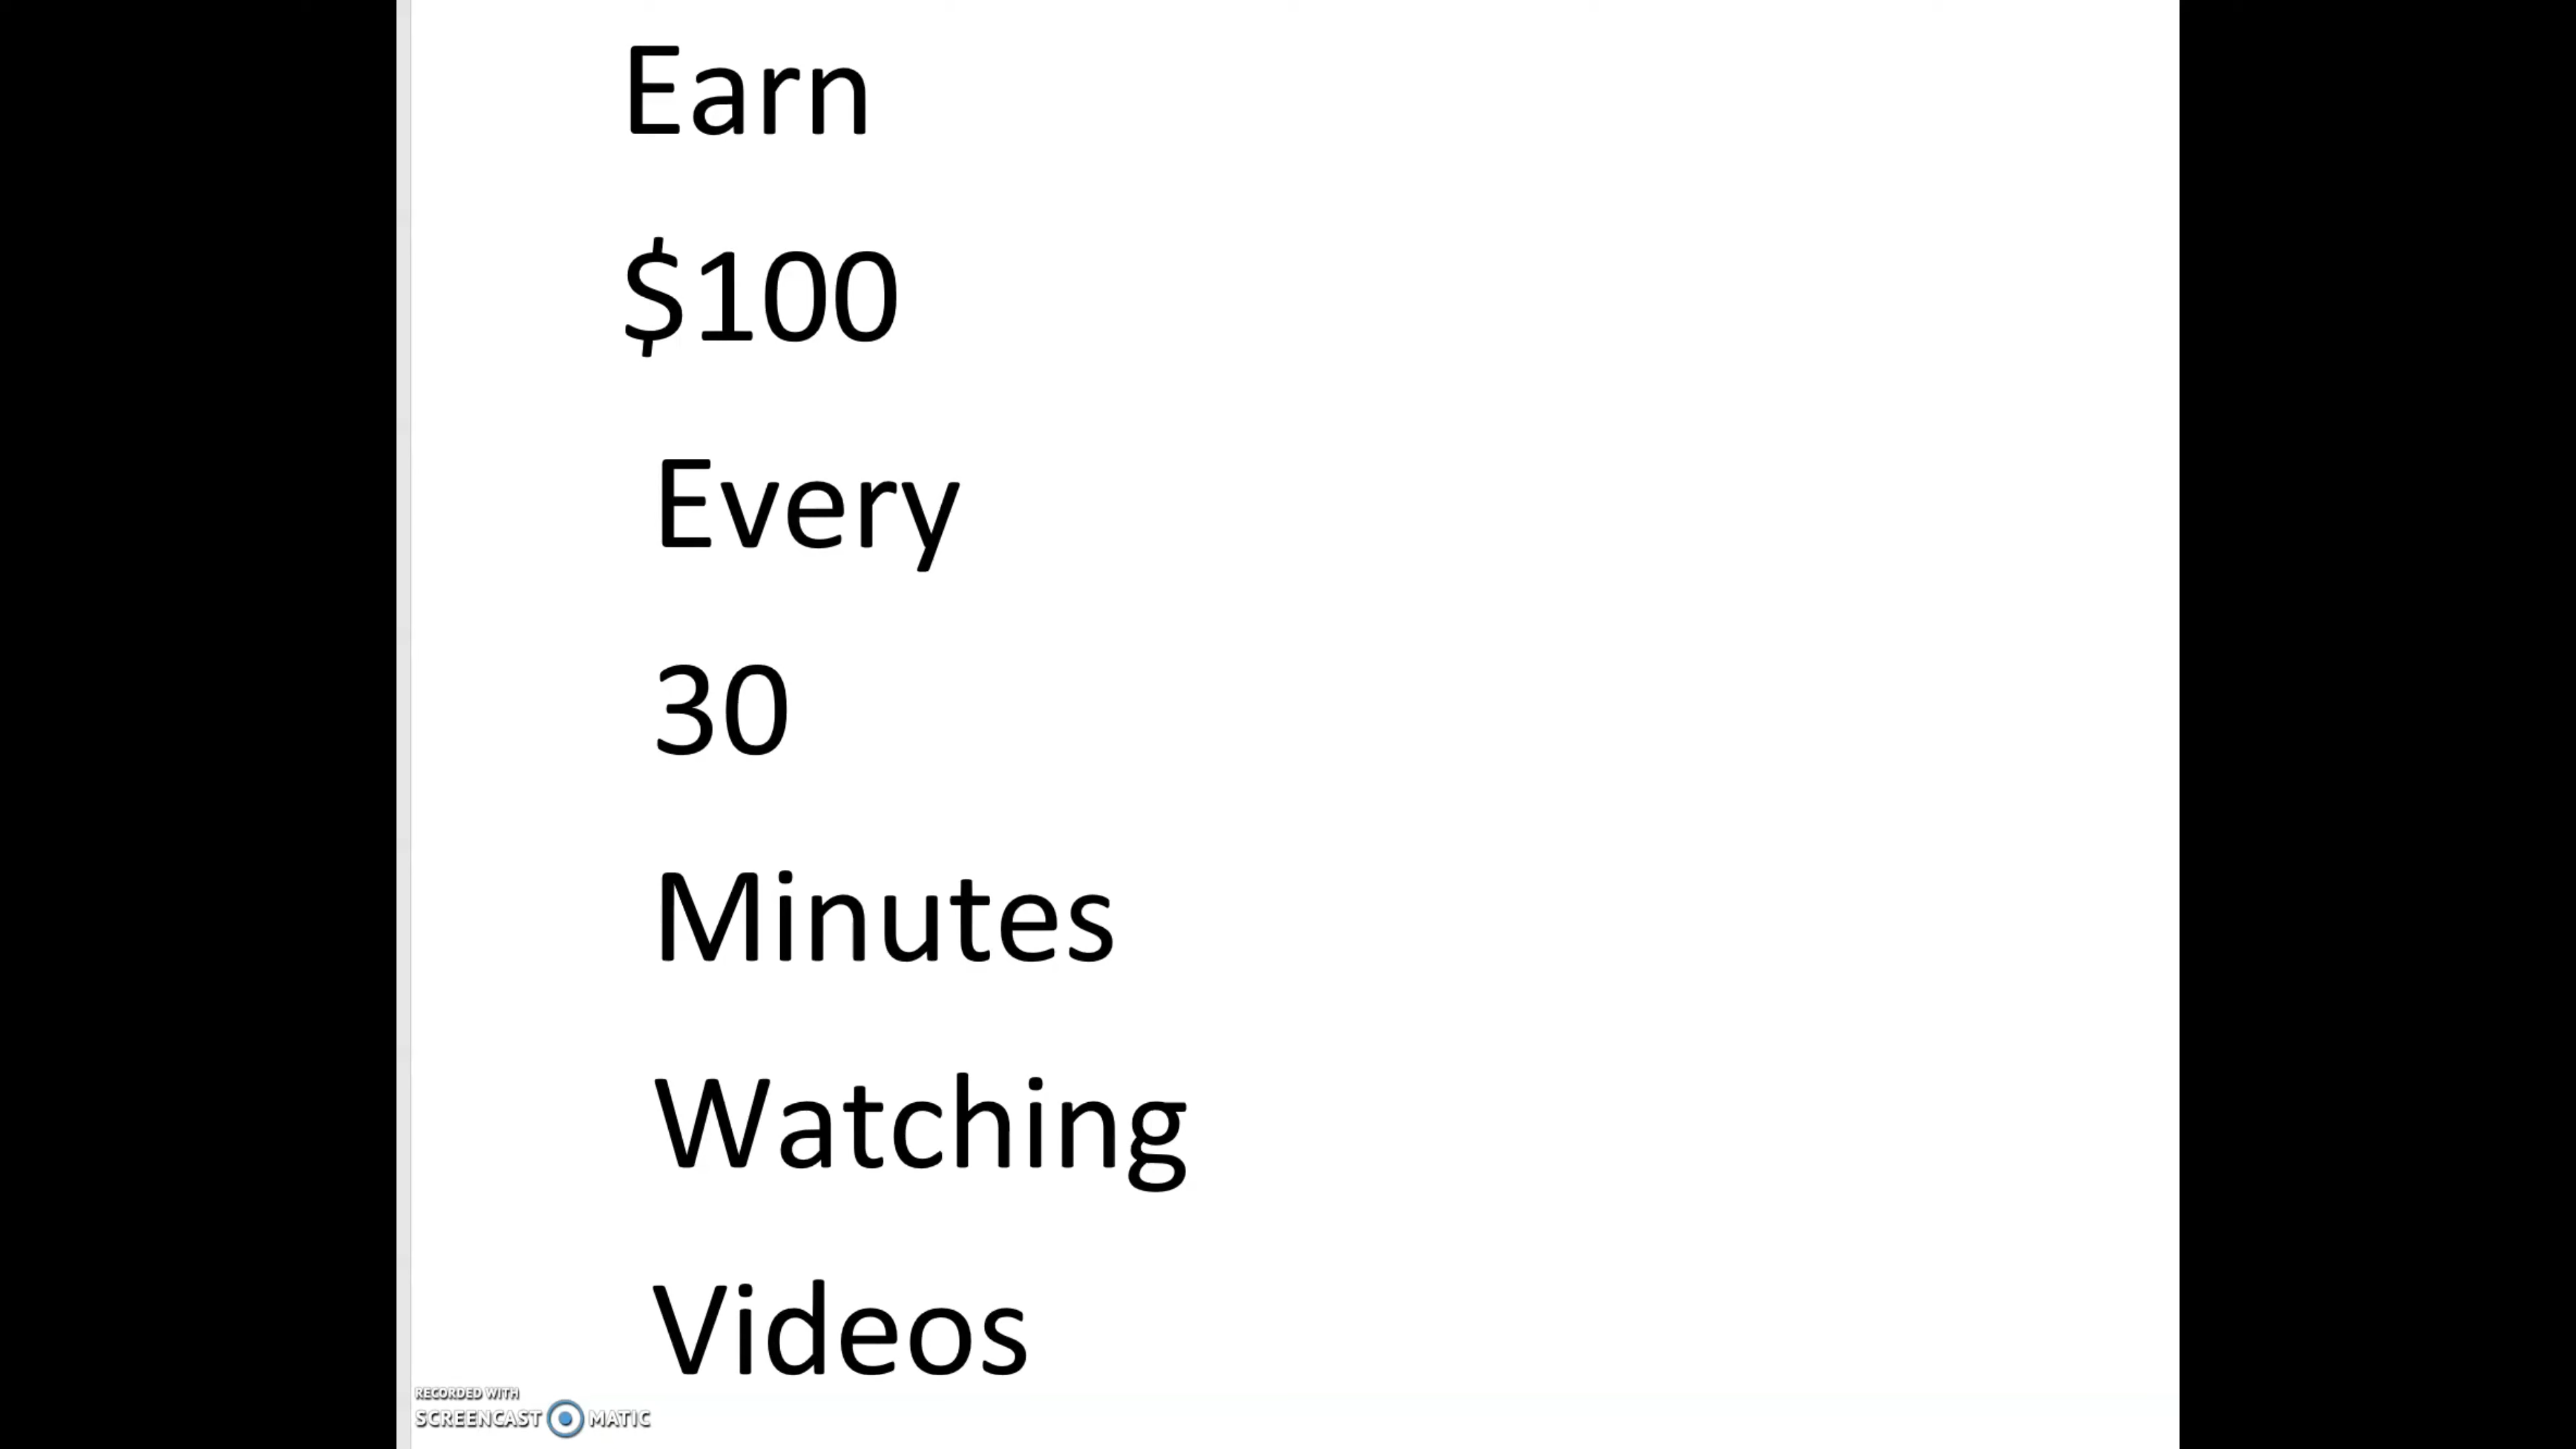 Earn
$100
Every
30
Minutes
Watching
Videos
RECORDED WITH
SCREENCAST MATIC